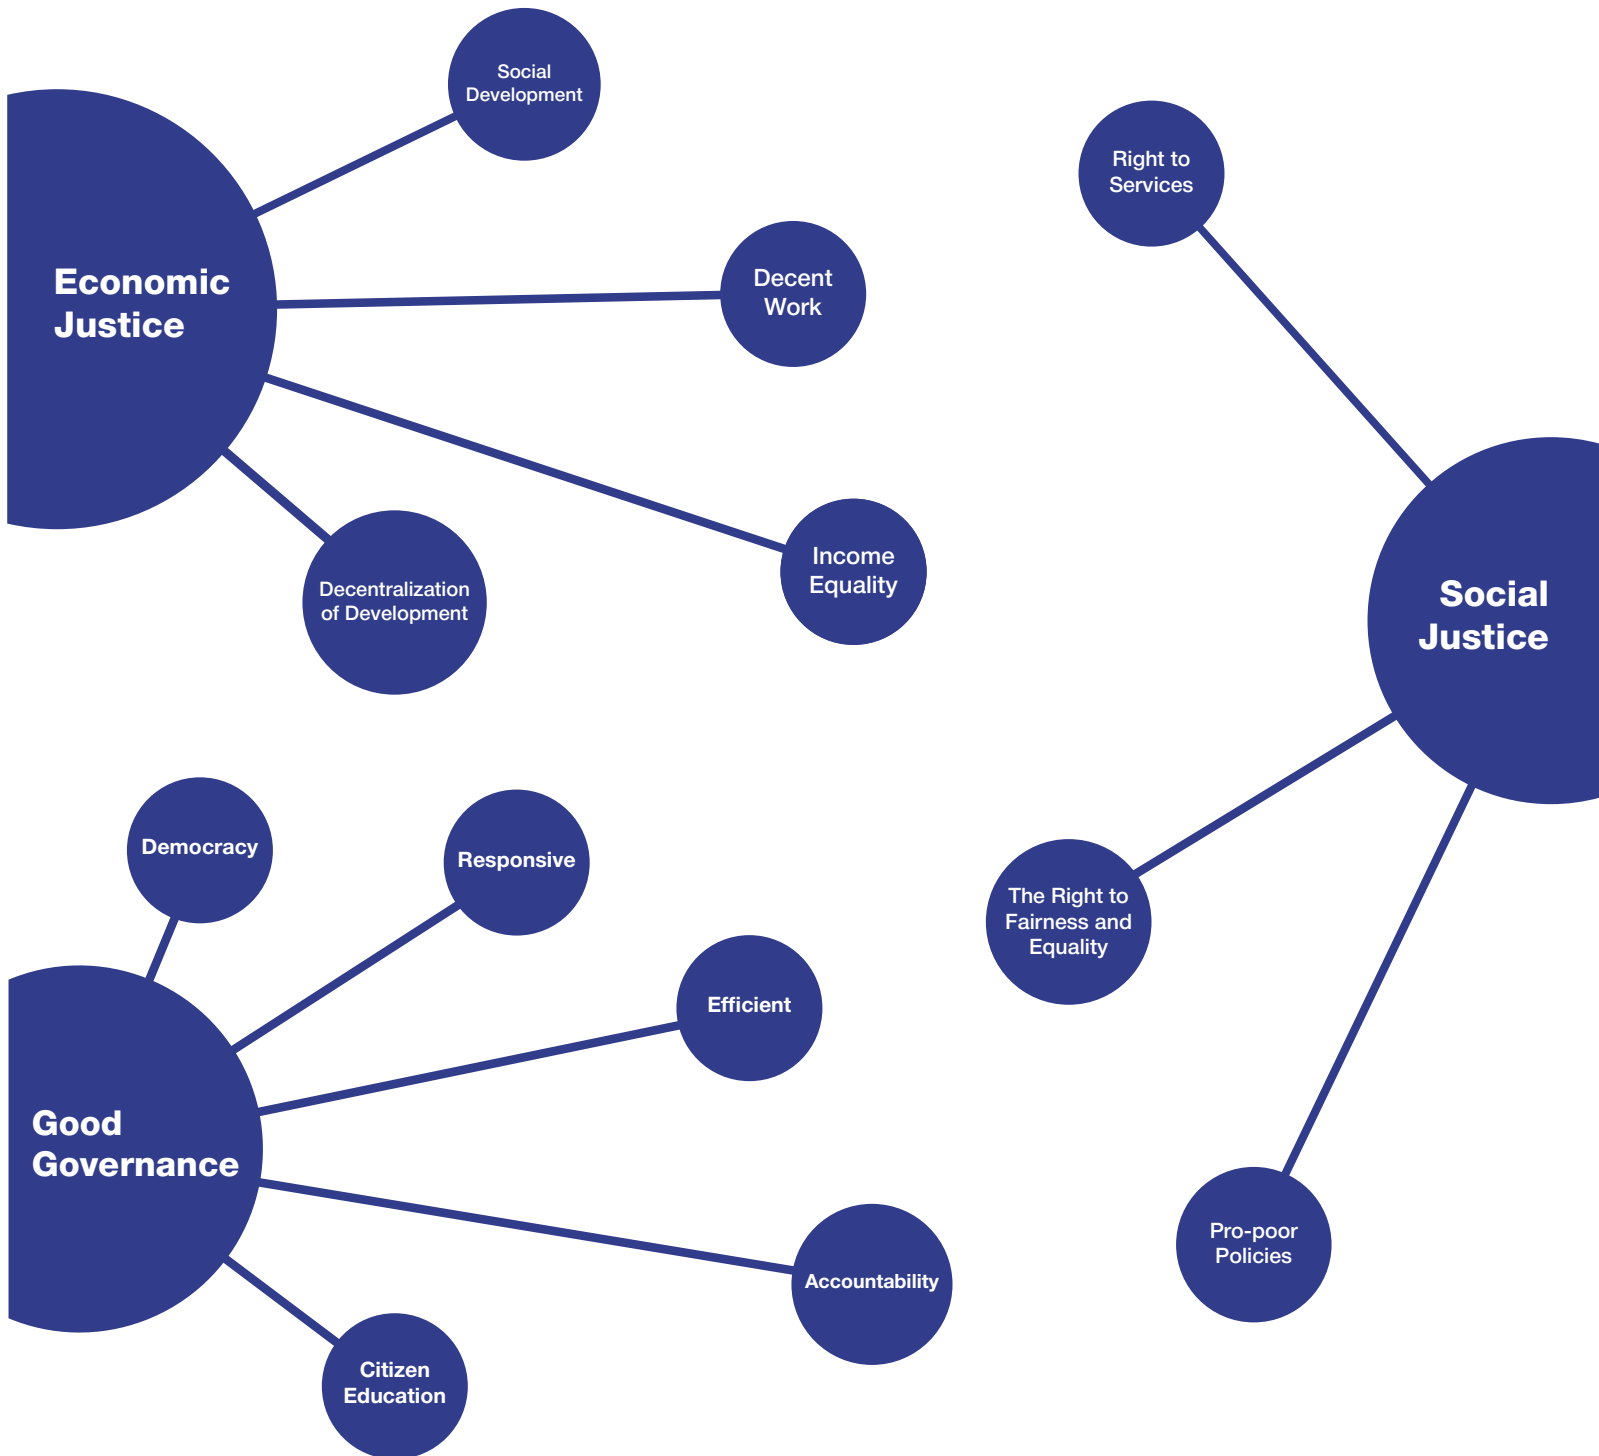 Social
Development
Economic
Justice
Decent
Work
Income
Equality
Decentralization
of Development
Right to
Services
Social
Justice
The Right to
Fairness and
Equality
Pro-poor
Policies
Democracy
Responsive
Efficient
Good
Governance
Accountability
Citizen
Education